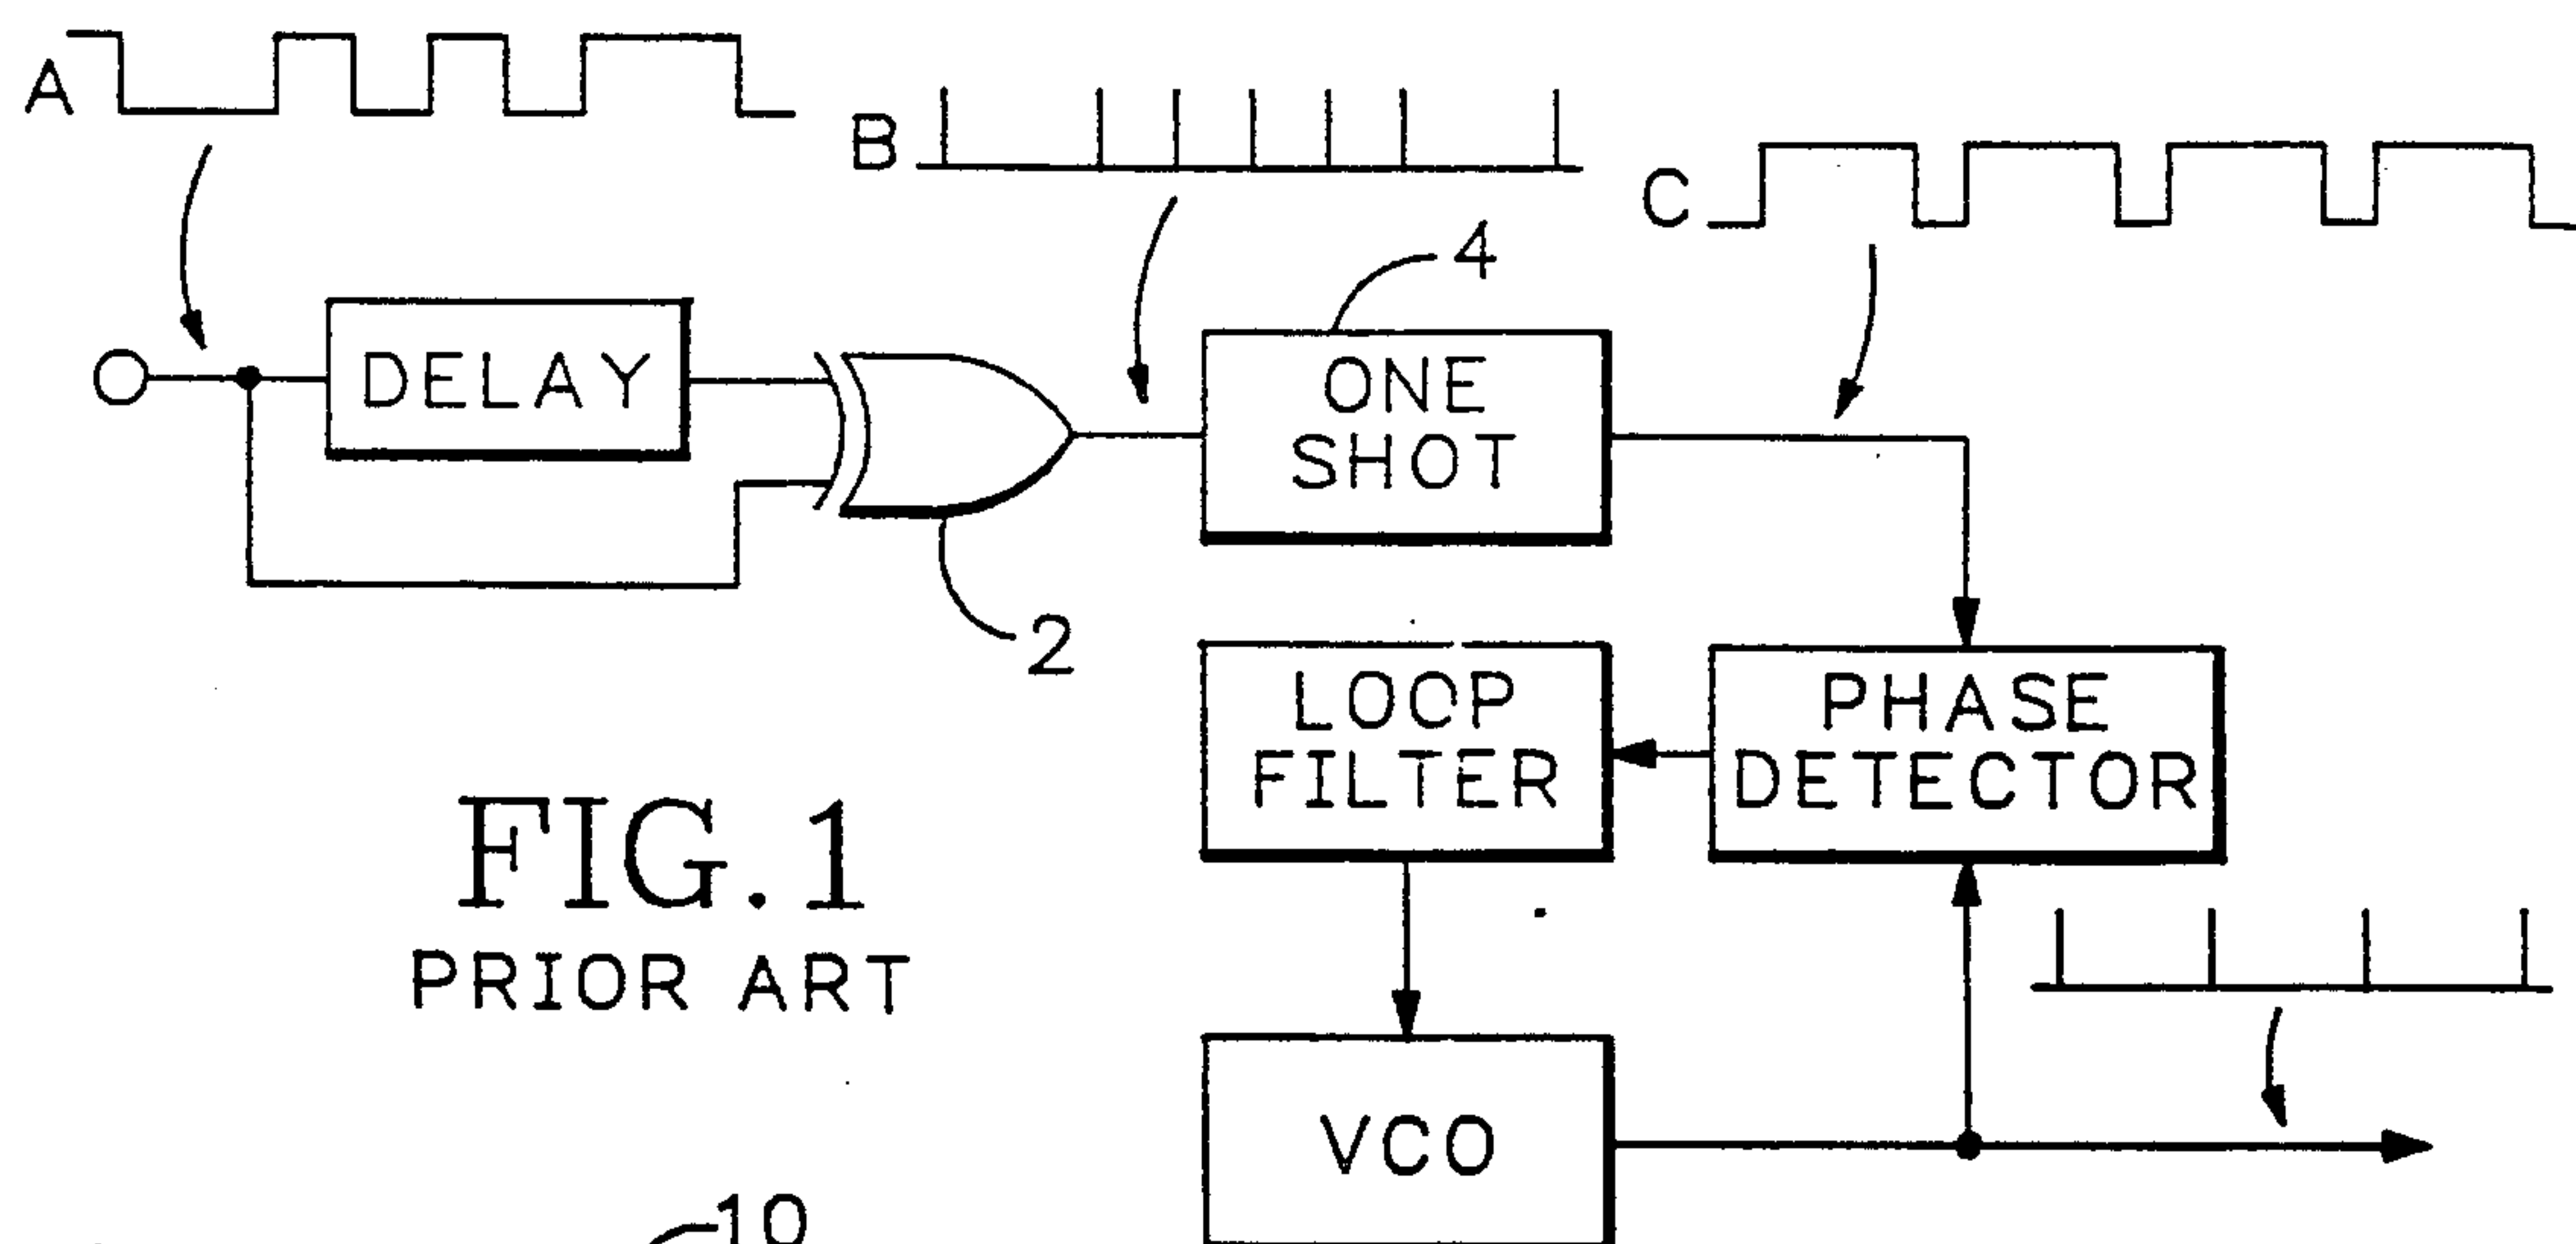 A
B
C
4
DELAY
ONE
SHOT
2
LOOP
FILTER
PHASE
DETECTOR
FIG.1
PRIOR ART
VCO
10